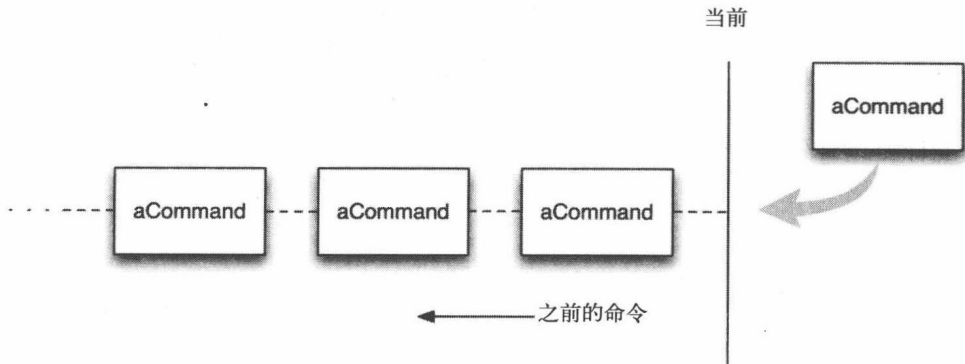 当前
aCommand
aCommand
aCommand
aCommand
之前的命令